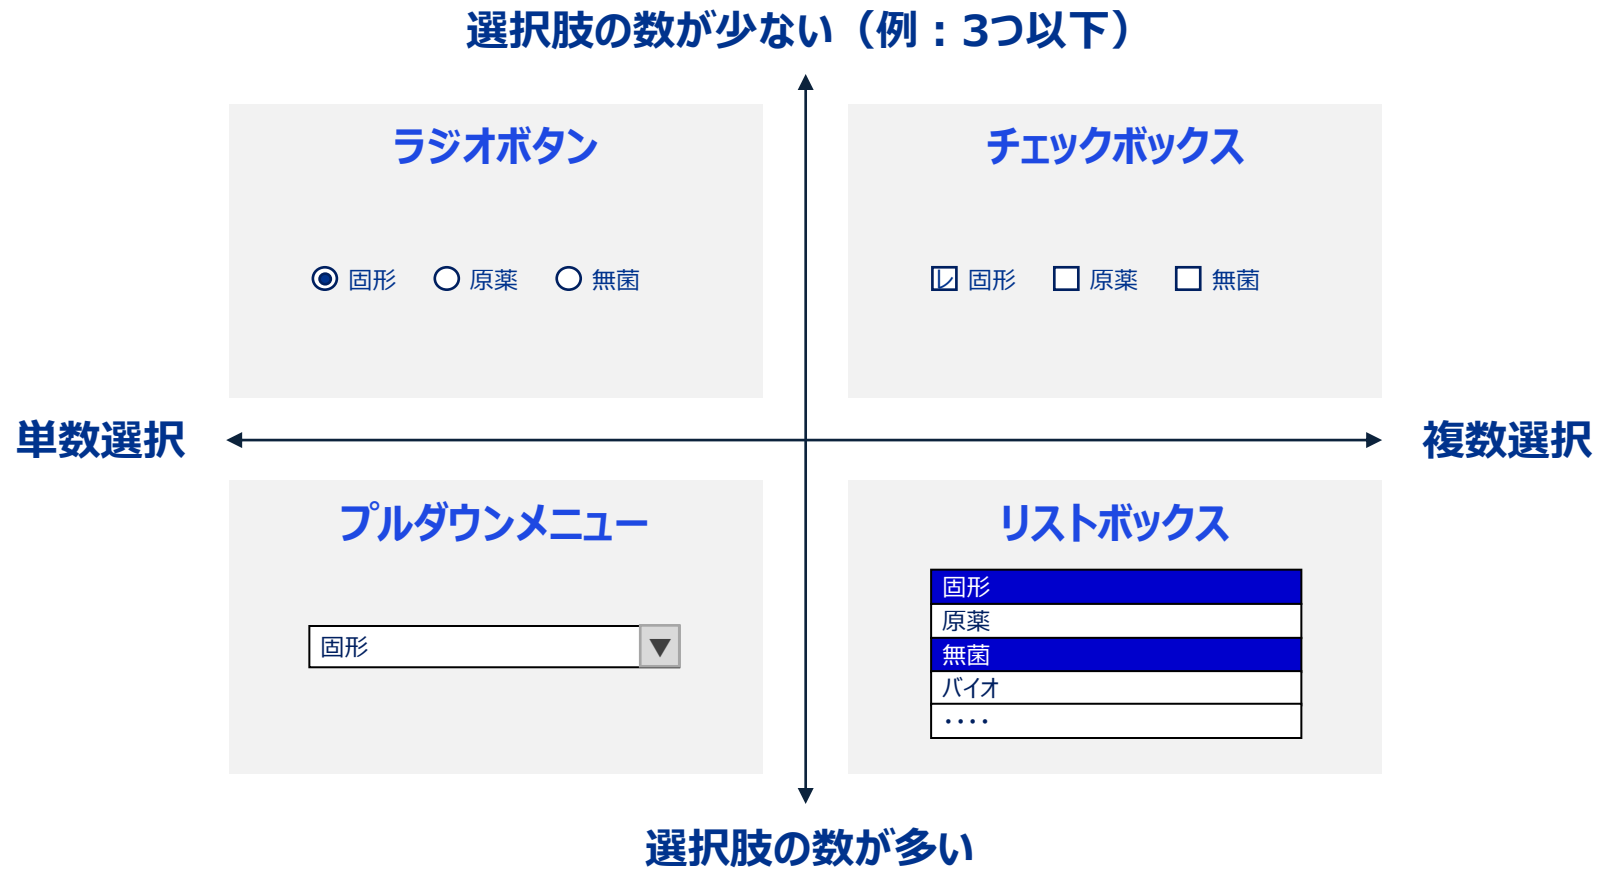 選択肢の数が少ない（例：3つ以下）
ラジオボタン
チェックボックス
固形 原薬 無菌
レ 固形 原薬 無菌
単数選択
複数選択
プルダウンメニュー
リストボックス
固形 ▼
固形
原薬
無菌
バイオ
････
選択肢の数が多い